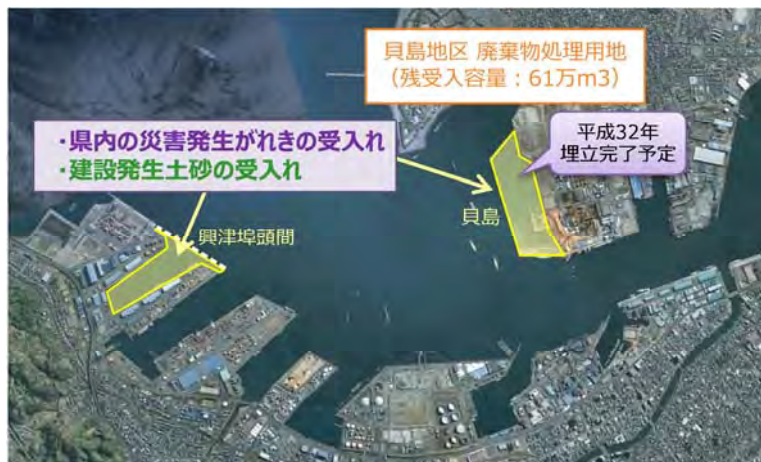 貝島地区 廃棄物処理用地
（残受入容量：61万m3）
・県内の災害発生がれきの受入れ
・建設発生土砂の受入れ
平成32年
埋立完了予定
貝島
興津埠頭間